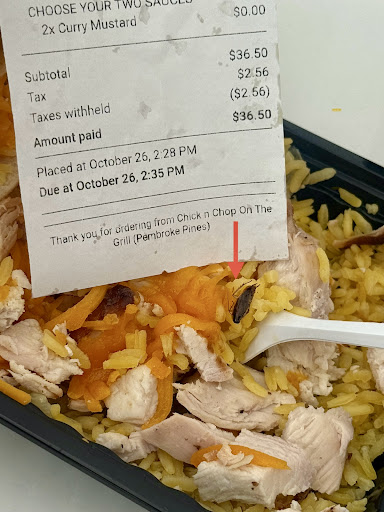 CHOOSE YOUR TWO SAUCES $0.00
2x Curry Mustard
Subtotal $36.50
Tax $2.56
Taxes withheld ($2.56)
Amount paid $36.50
Placed at October 26, 2:28 PM
Due at October 26, 2:35 PM
Thank you for ordering from Chick n Chop On The
Grill (Pembroke Pines)